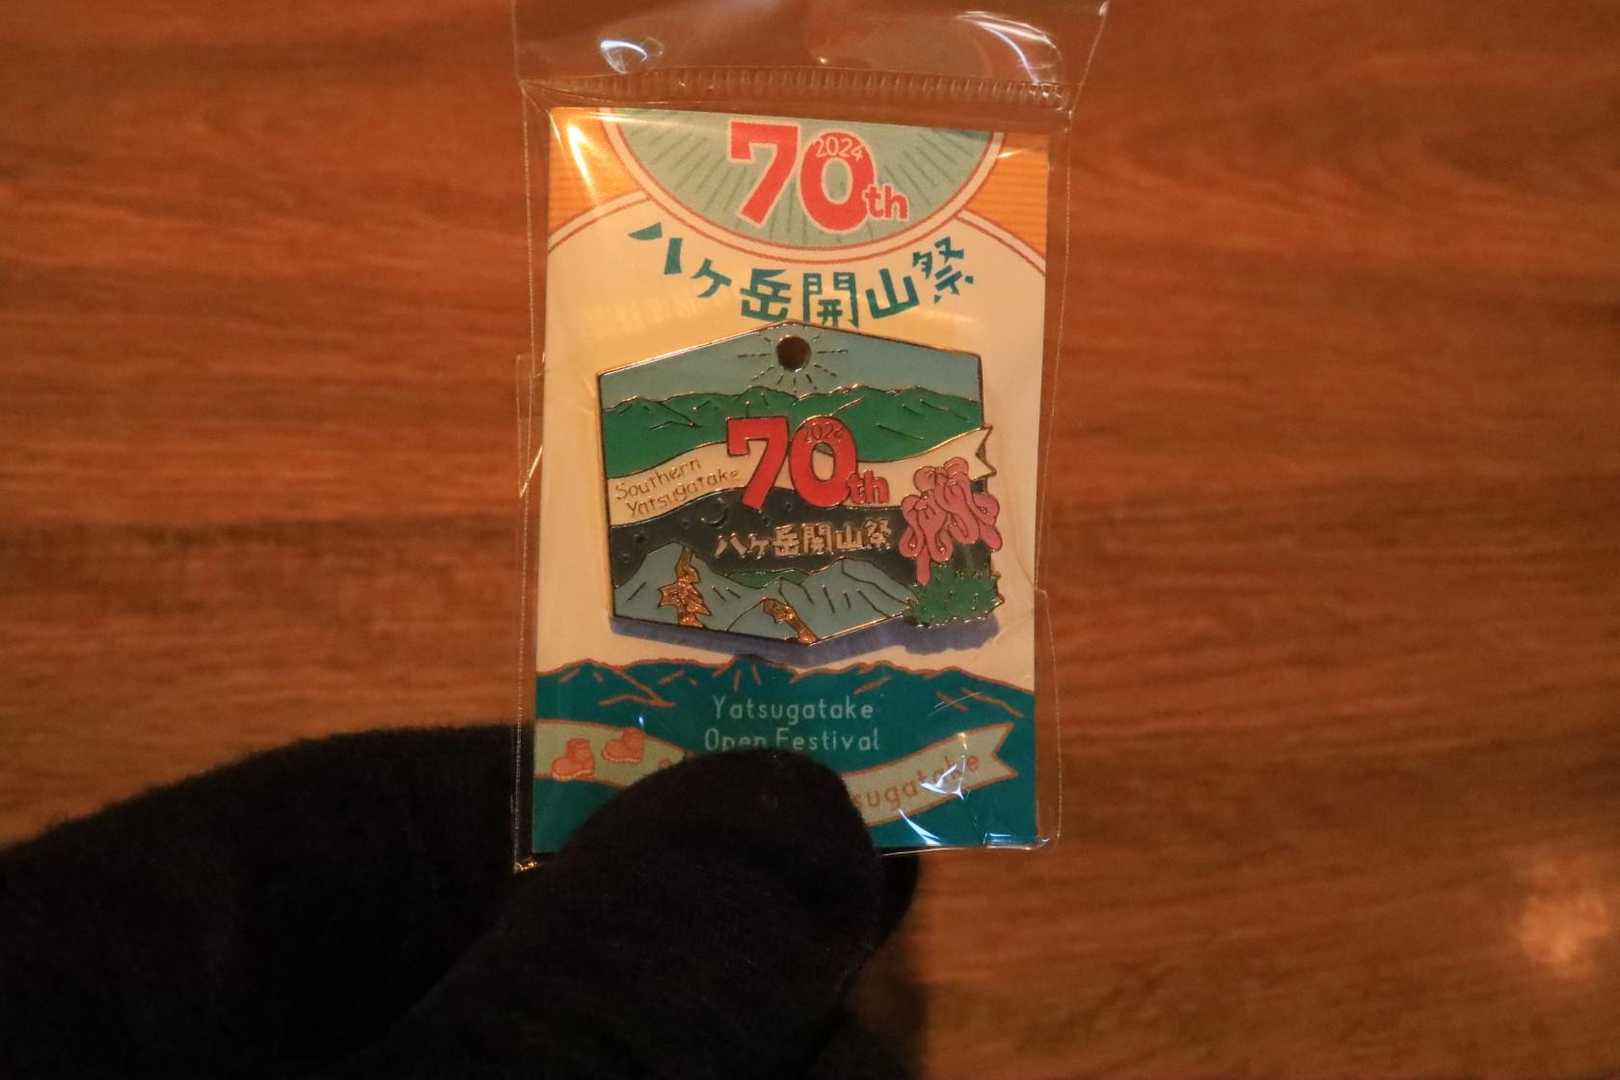 2024
70th
八ヶ岳開山祭
Southern
Yatsugatake
2024
70th
八ヶ岳開山祭
Yatsugatake
Open Festival